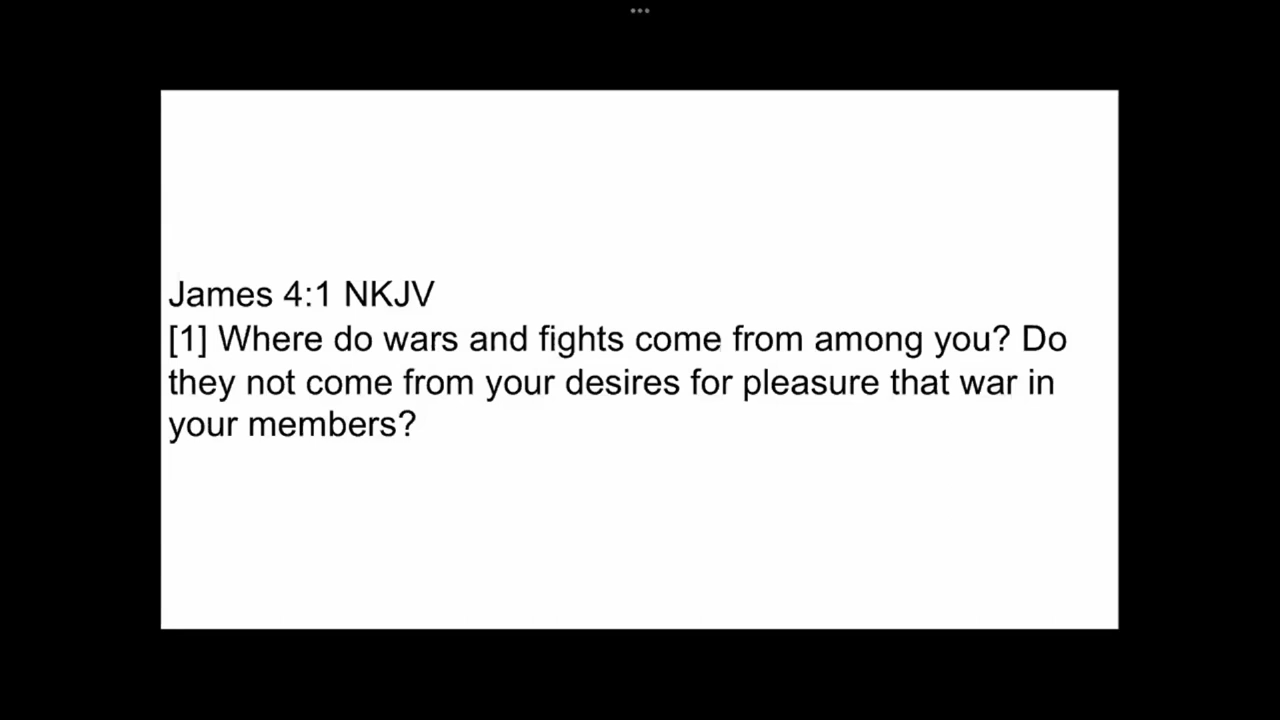 James 4:1 NKJV
[1] Where do wars and fights come from among you? Do
they not come from your desires for pleasure that war in
your members?